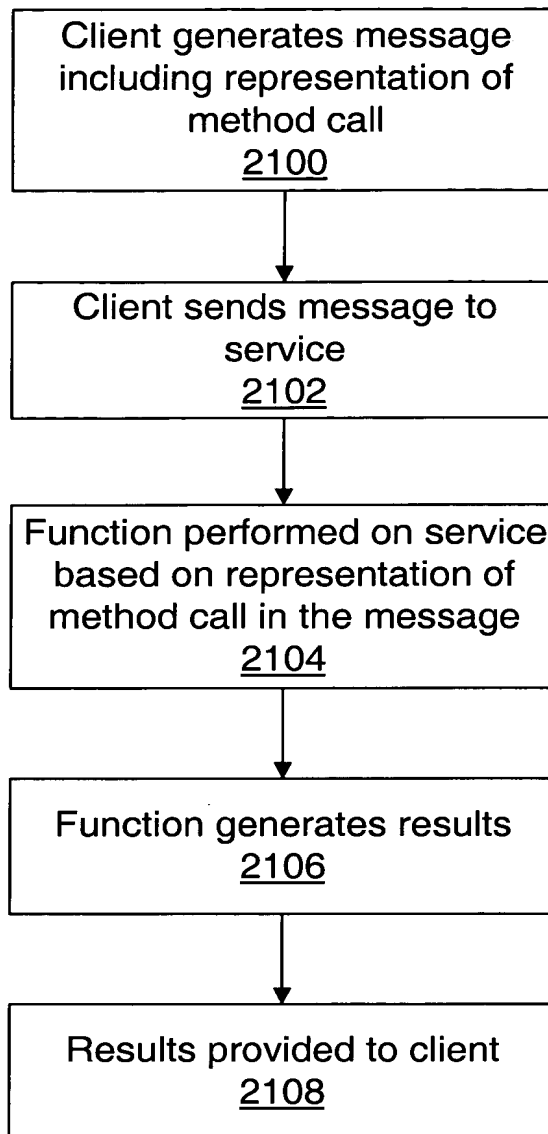 Client generates message
including representation of
method call
2100
Client sends message to
service
2102
Function performed on service
based on representation of
method call in the message
2104
Function generates results
2106
Results provided to client
2108